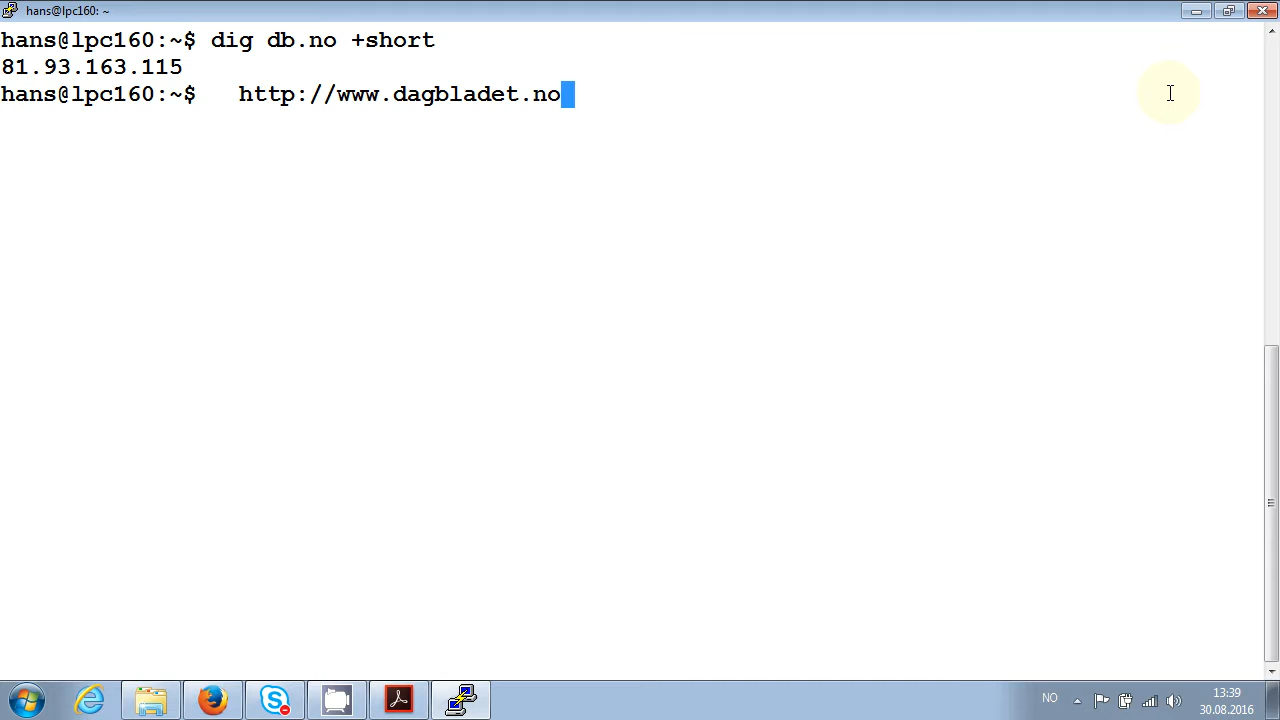 hans@lpc160: ~
hans@lpc160:~$ dig db.no +short
81.93.163.115
hans@lpc160:~$   http://www.dagbladet.no
NO
13:39
30.08.2016